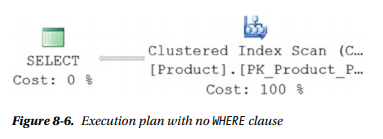 SELECT
Cost: 0 %
Clustered Index Scan (C...
[Product].[PK_Product_P...
Cost: 100 %
Figure 8-6. Execution plan with no WHERE clause